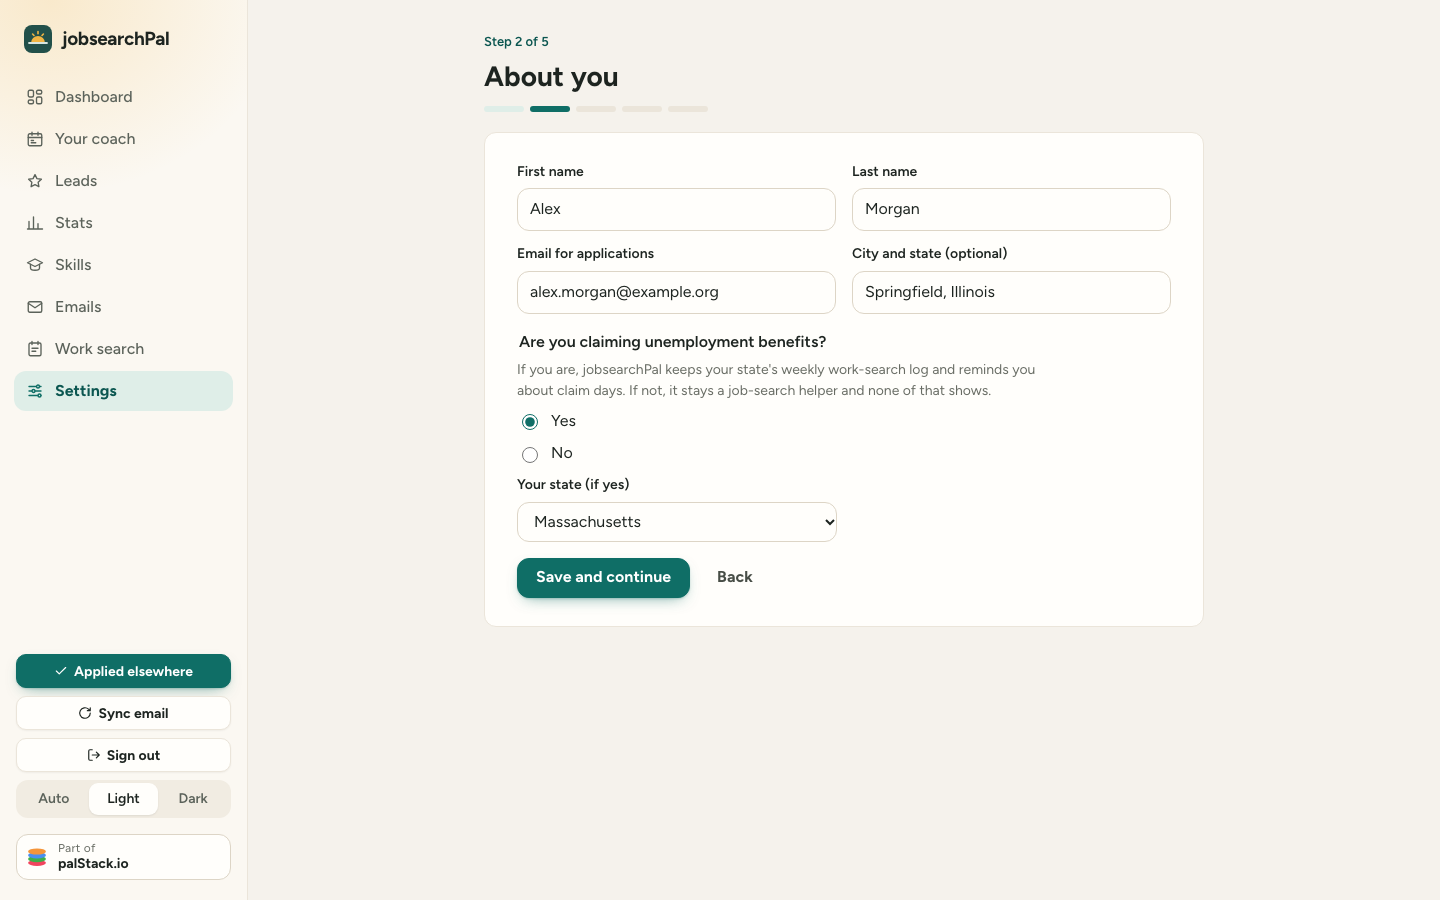 jobsearchPal
Dashboard
Your coach
Leads
Stats
Skills
Emails
Work search
Settings
Applied elsewhere
Sync email
Sign out
Auto Light Dark
Part of
palStack.io
Step 2 of 5
About you
First name Last name
Alex Morgan
Email for applications City and state (optional)
alex.morgan@example.org Springfield, Illinois
Are you claiming unemployment benefits?
If you are, jobsearchPal keeps your state's weekly work-search log and reminds you
about claim days. If not, it stays a job-search helper and none of that shows.
Yes
No
Your state (if yes)
Massachusetts
Save and continue Back